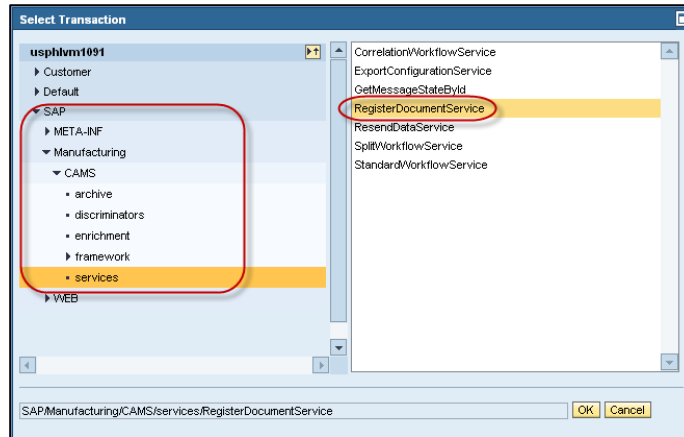 Select Transaction
usphlvm1091
Customer
Default
SAP
META-INF
Manufacturing
CAMS
archive
discriminators
enrichment
framework
services
WEB
CorrelationWorkflowService
ExportConfigurationService
GetMessageStateById
RegisterDocumentService
ResendDataService
SplitWorkflowService
StandardWorkflowService
SAP/Manufacturing/CAMS/services/RegisterDocumentService
OK Cancel